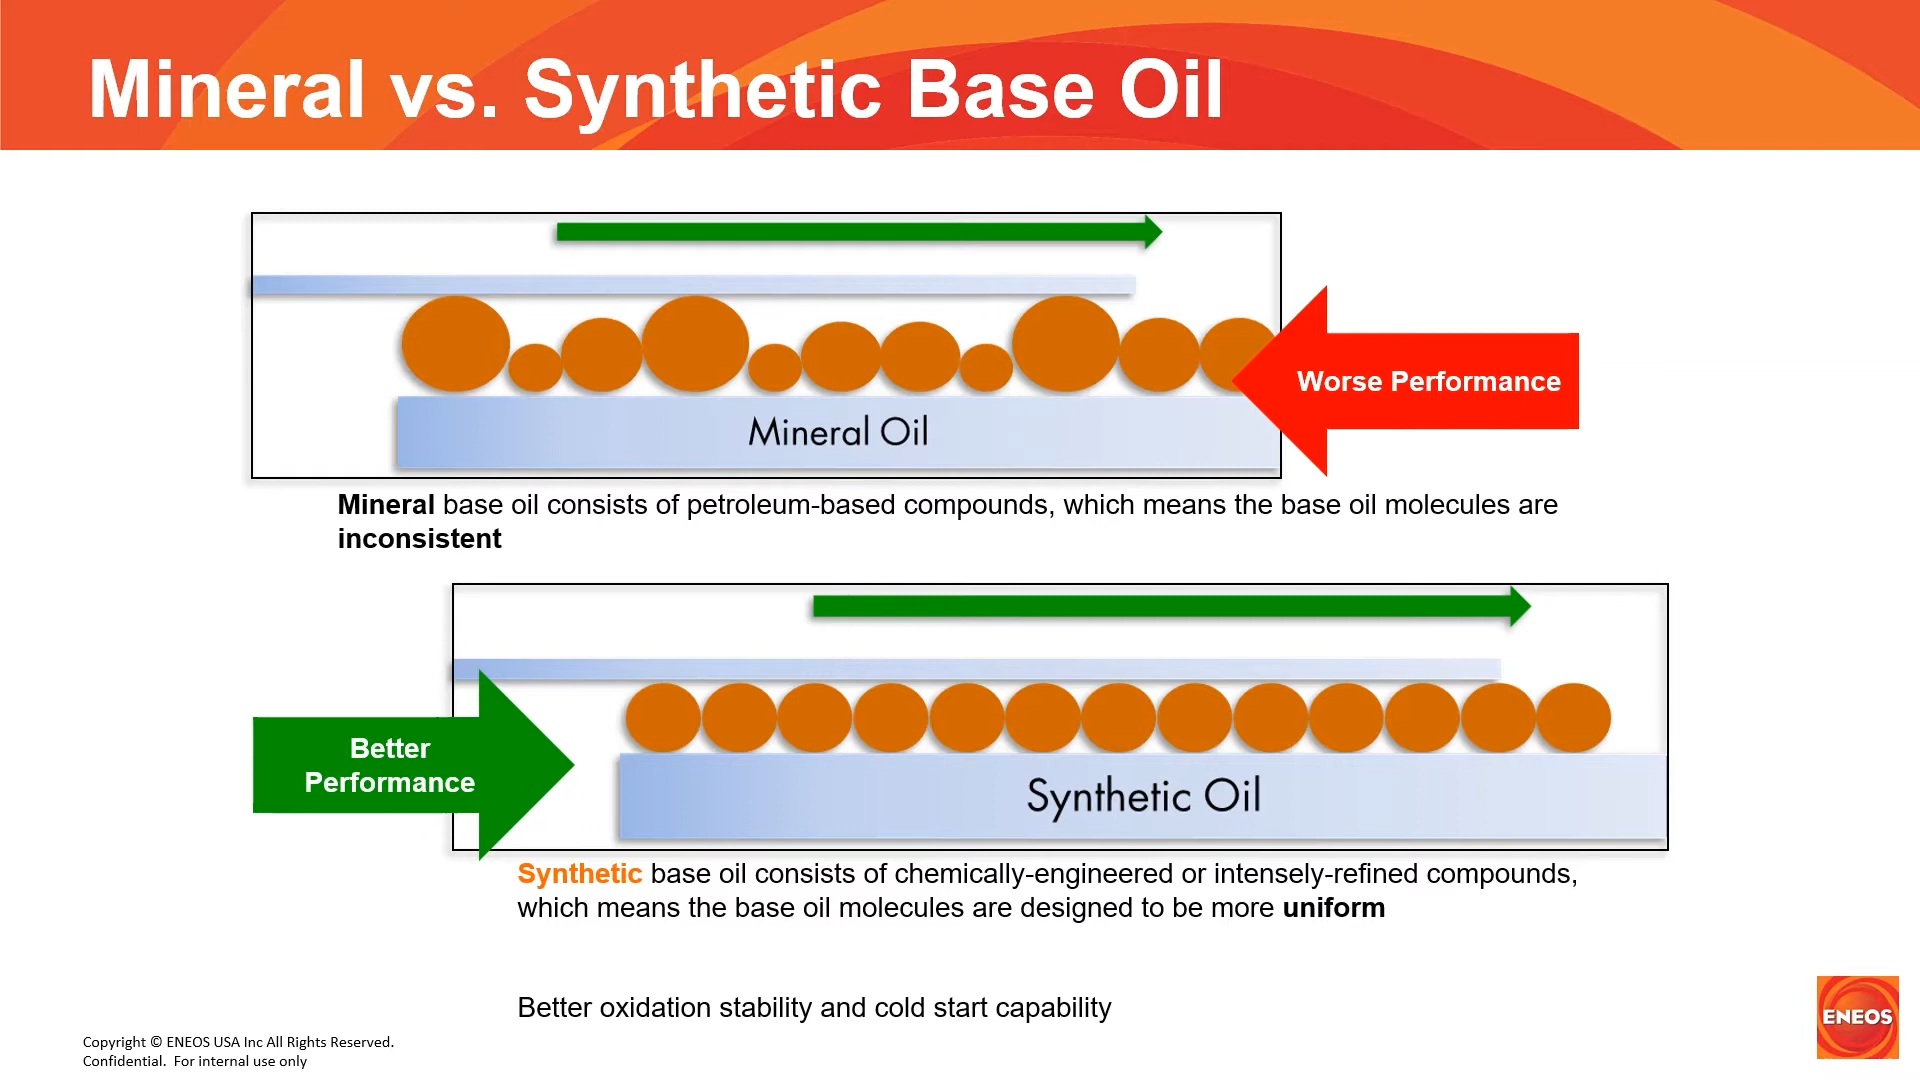 Mineral vs. Synthetic Base Oil
Mineral Oil
Worse Performance
Mineral base oil consists of petroleum-based compounds, which means the base oil molecules are
inconsistent
Better
Performance
Synthetic Oil
Synthetic base oil consists of chemically-engineered or intensely-refined compounds,
which means the base oil molecules are designed to be more uniform
Better oxidation stability and cold start capability
Copyright © ENEOS USA Inc All Rights Reserved.
Confidential.  For internal use only
ENEOS